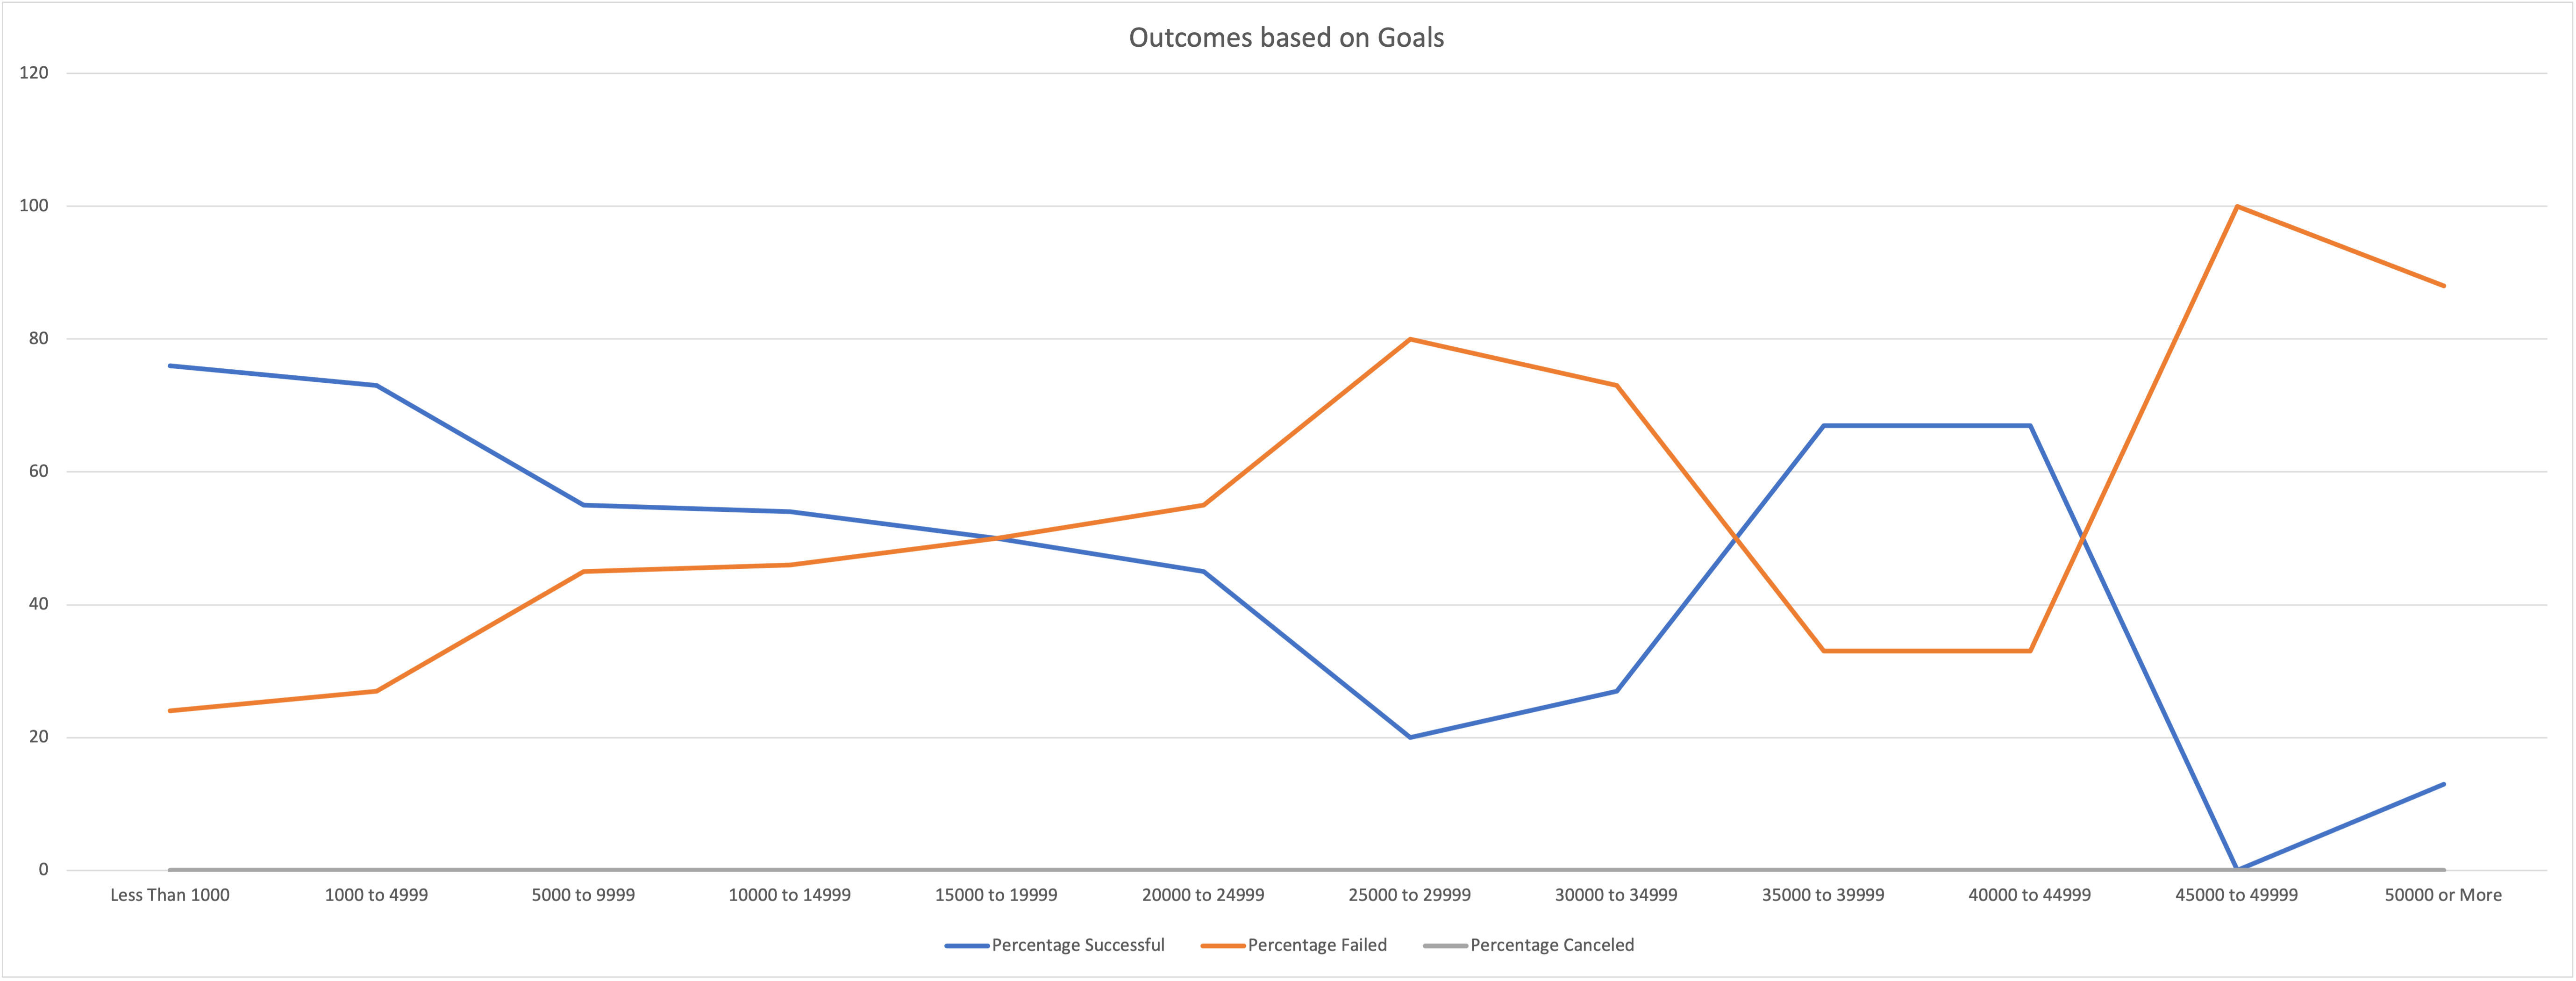 Outcomes based on Goals
120
100
80
60
40
20
0
Less Than 1000 1000 to 4999 5000 to 9999 10000 to 14999 15000 to 19999 20000 to 24999 25000 to 29999 30000 to 34999 35000 to 39999 40000 to 44999 45000 to 49999 50000 or More
Percentage Successful Percentage Failed Percentage Canceled